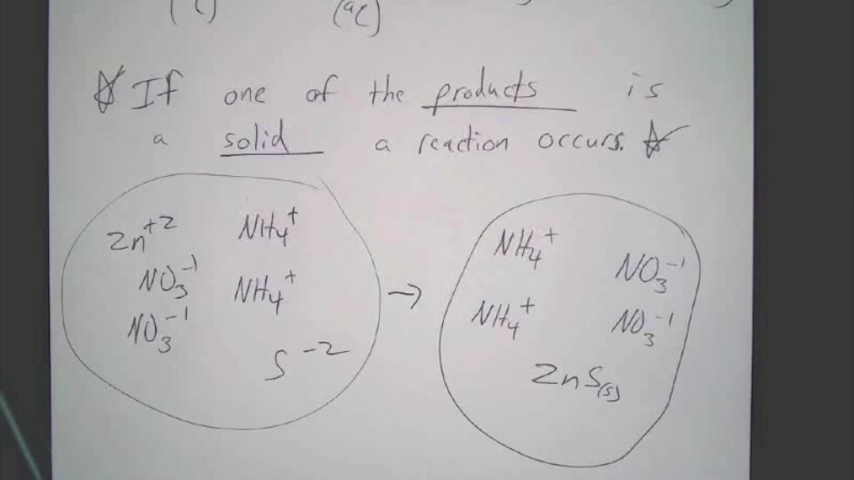 (aq)
☆ If one of the products is
a solid a reaction occurs. ☆
Zn⁺² NH₄⁺
NO₃⁻¹ NH₄⁺
NO₃⁻¹
S⁻²
→
NH₄⁺ NO₃⁻¹
NH₄⁺ NO₃⁻¹
ZnS₍s₎